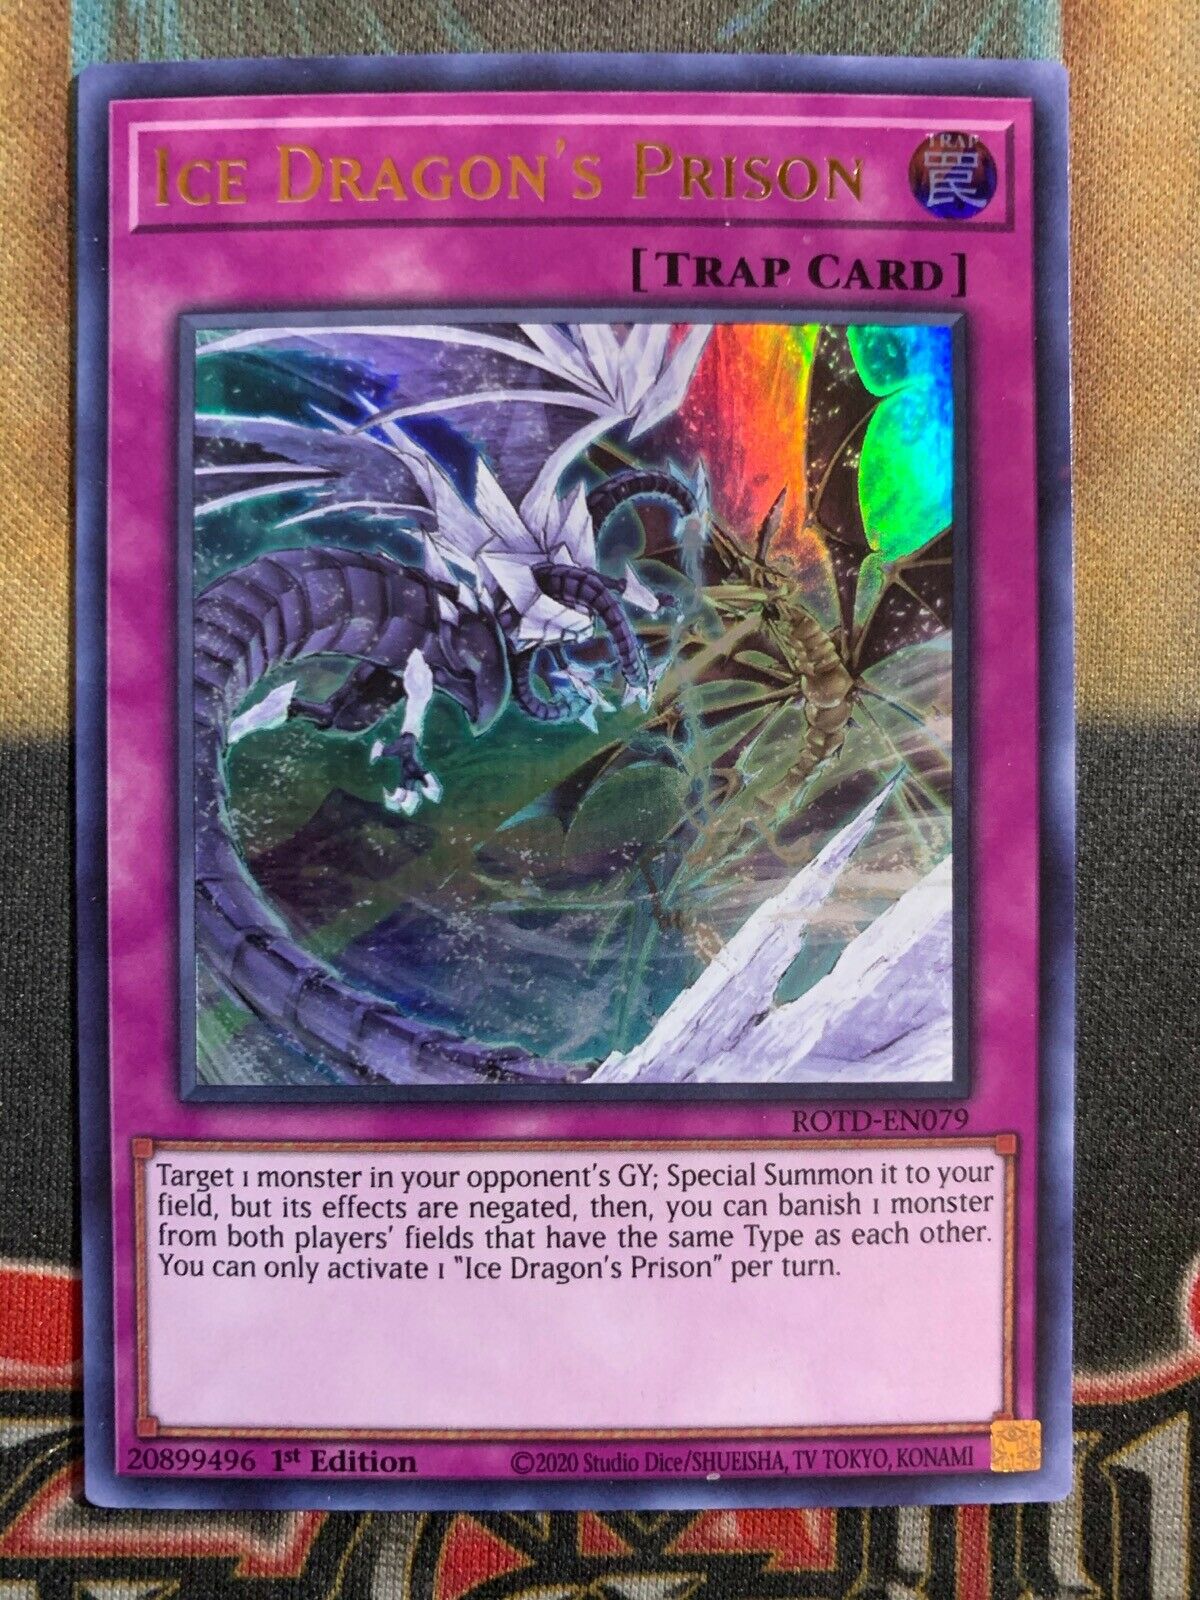 Ice Dragon's Prison
TRAP
罠
[Trap Card]
ROTD-EN079
Target 1 monster in your opponent's GY; Special Summon it to your
field, but its effects are negated, then, you can banish 1 monster
from both players' fields that have the same Type as each other.
You can only activate 1 "Ice Dragon's Prison" per turn.
20899496 1st Edition ©2020 Studio Dice/SHUEISHA, TV TOKYO, KONAMI